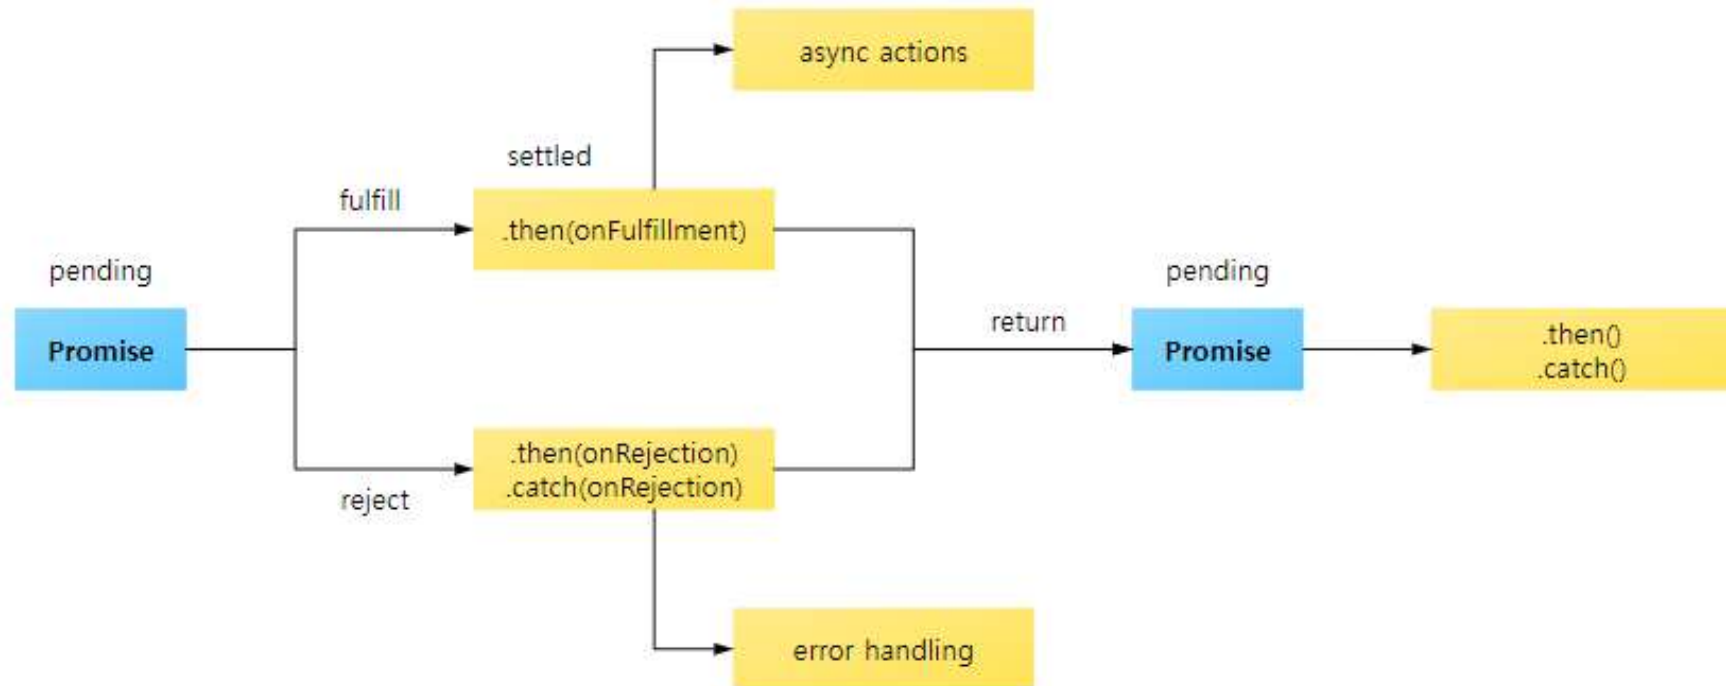 async actions
settled
fulfill
.then(onFulfillment)
pending
Promise
return
pending
Promise
.then()
.catch()
reject
.then(onRejection)
.catch(onRejection)
error handling